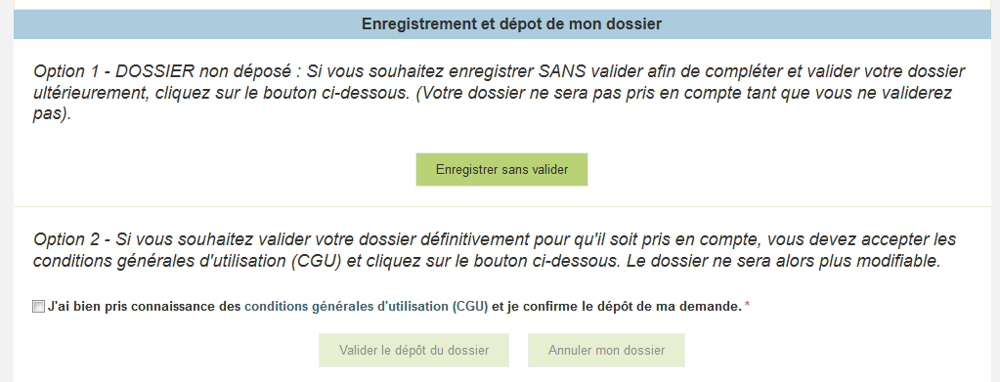 Enregistrement et dépot de mon dossier
Option 1 - DOSSIER non déposé : Si vous souhaitez enregistrer SANS valider afin de compléter et valider votre dossier
ultérieurement, cliquez sur le bouton ci-dessous. (Votre dossier ne sera pas pris en compte tant que vous ne validerez
pas).
Enregistrer sans valider
Option 2 - Si vous souhaitez valider votre dossier définitivement pour qu'il soit pris en compte, vous devez accepter les
conditions générales d'utilisation (CGU) et cliquez sur le bouton ci-dessous. Le dossier ne sera alors plus modifiable.
J'ai bien pris connaissance des conditions générales d'utilisation (CGU) et je confirme le dépôt de ma demande. *
Valider le dépôt du dossier Annuler mon dossier